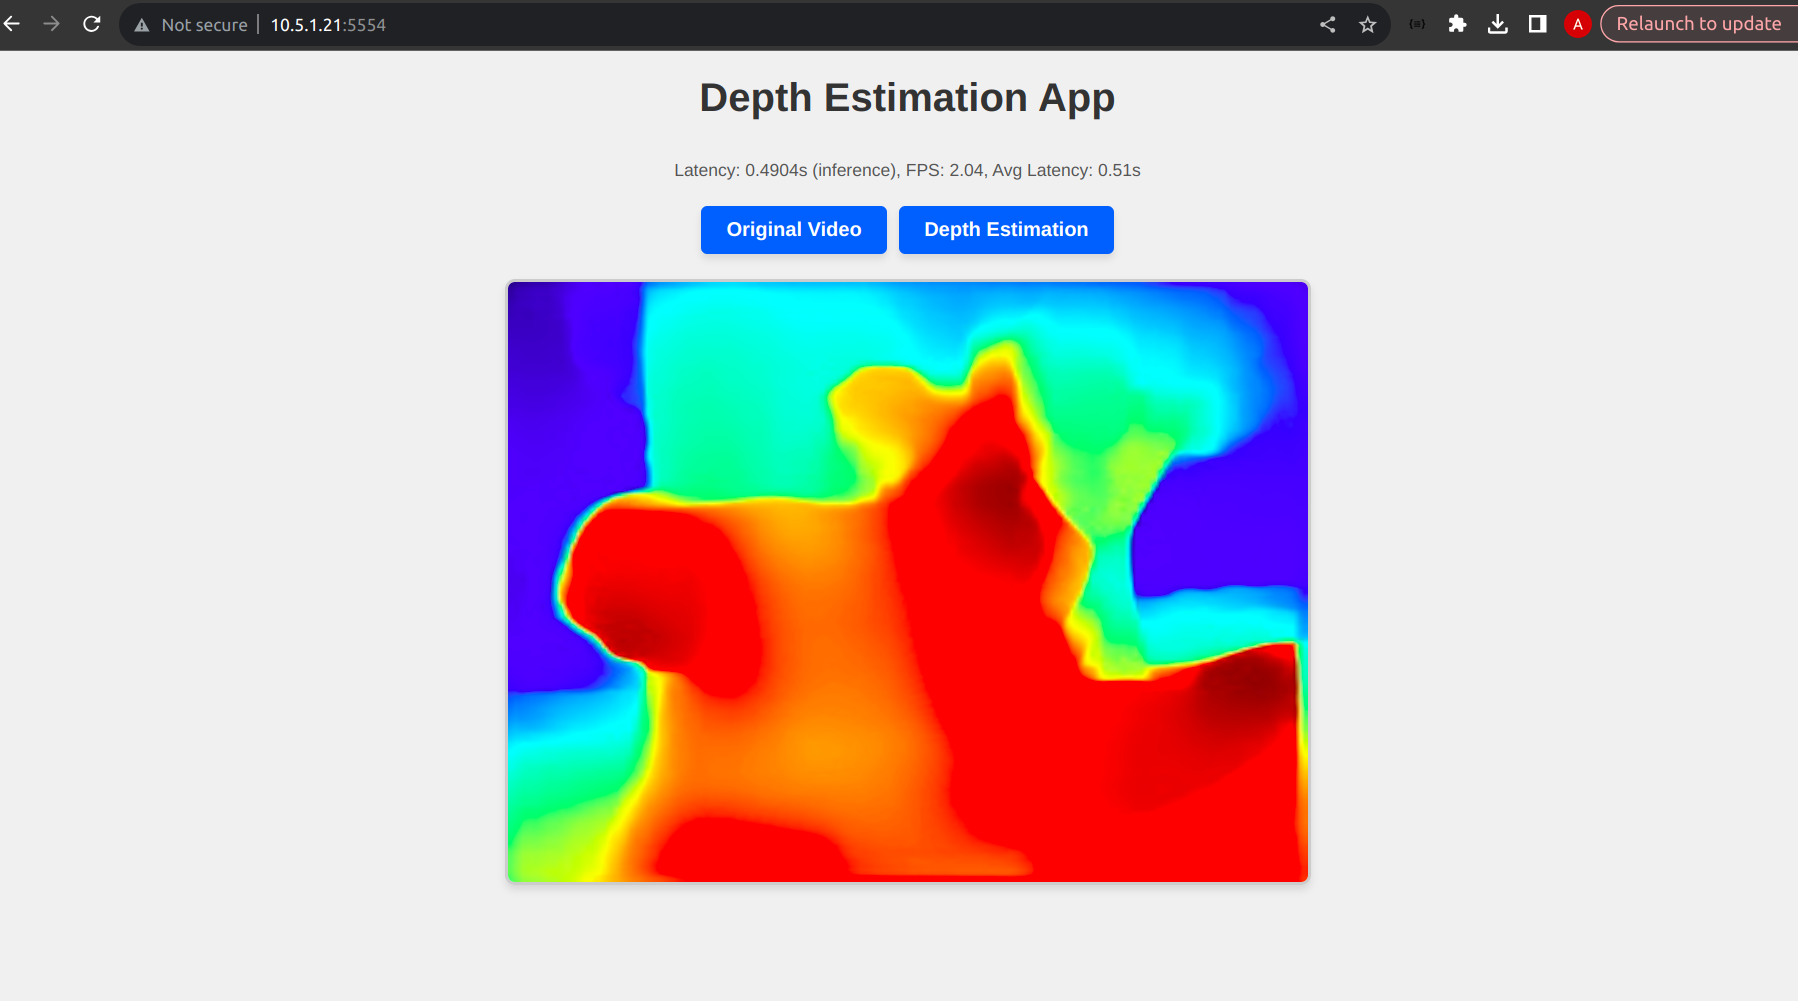 Not secure
10.5.1.21:5554
A
Relaunch to update
Depth Estimation App
Latency: 0.4904s (inference), FPS: 2.04, Avg Latency: 0.51s
Original Video
Depth Estimation